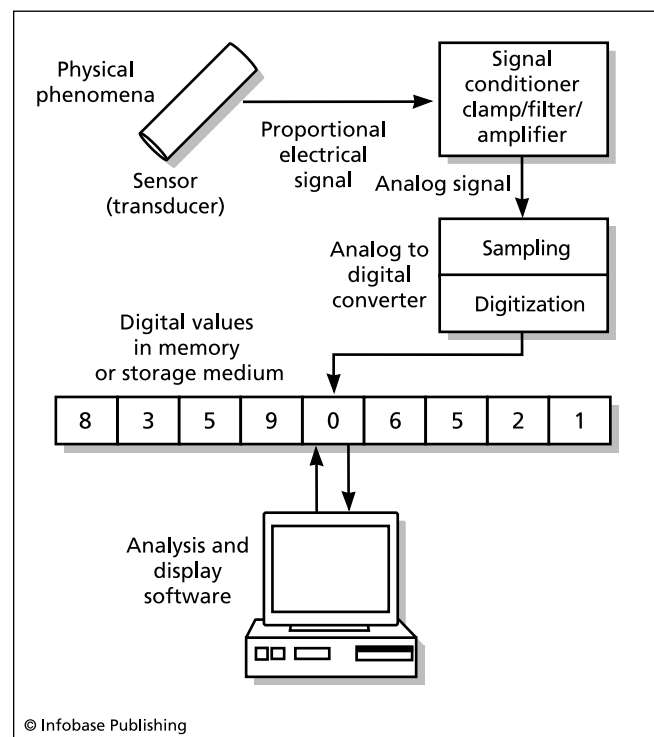 Physical
phenomena
Sensor
(transducer)
Proportional
electrical
signal
Signal
conditioner
clamp/filter/
amplifier
Analog signal
Analog to
digital
converter
Sampling
Digitization
Digital values
in memory
or storage medium
8 3 5 9 0 6 5 2 1
Analysis and
display
software
© Infobase Publishing